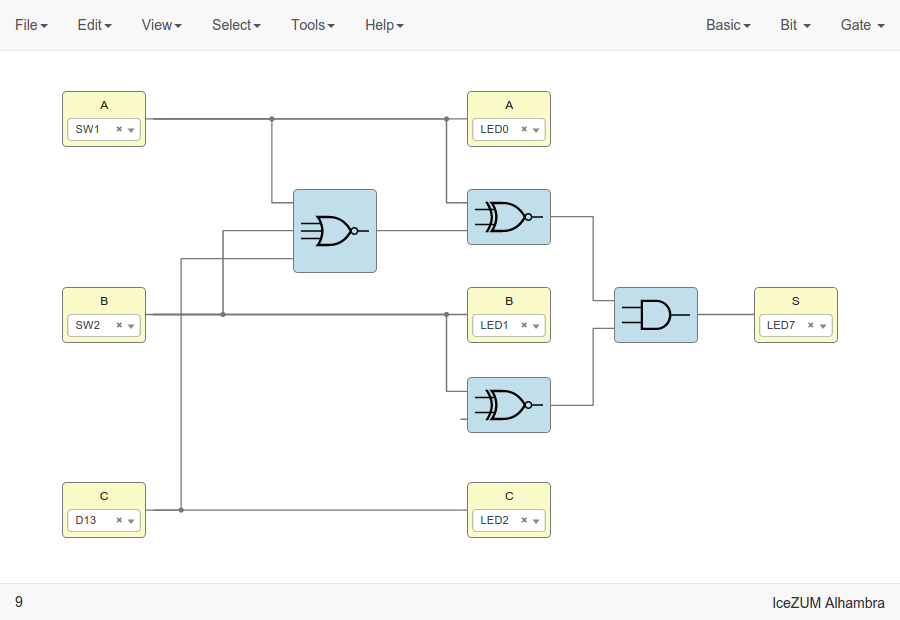 File Edit View Select Tools Help Basic Bit Gate
A
SW1
A
LED0
B
SW2
B
LED1
S
LED7
C
D13
C
LED2
9
IceZUM Alhambra